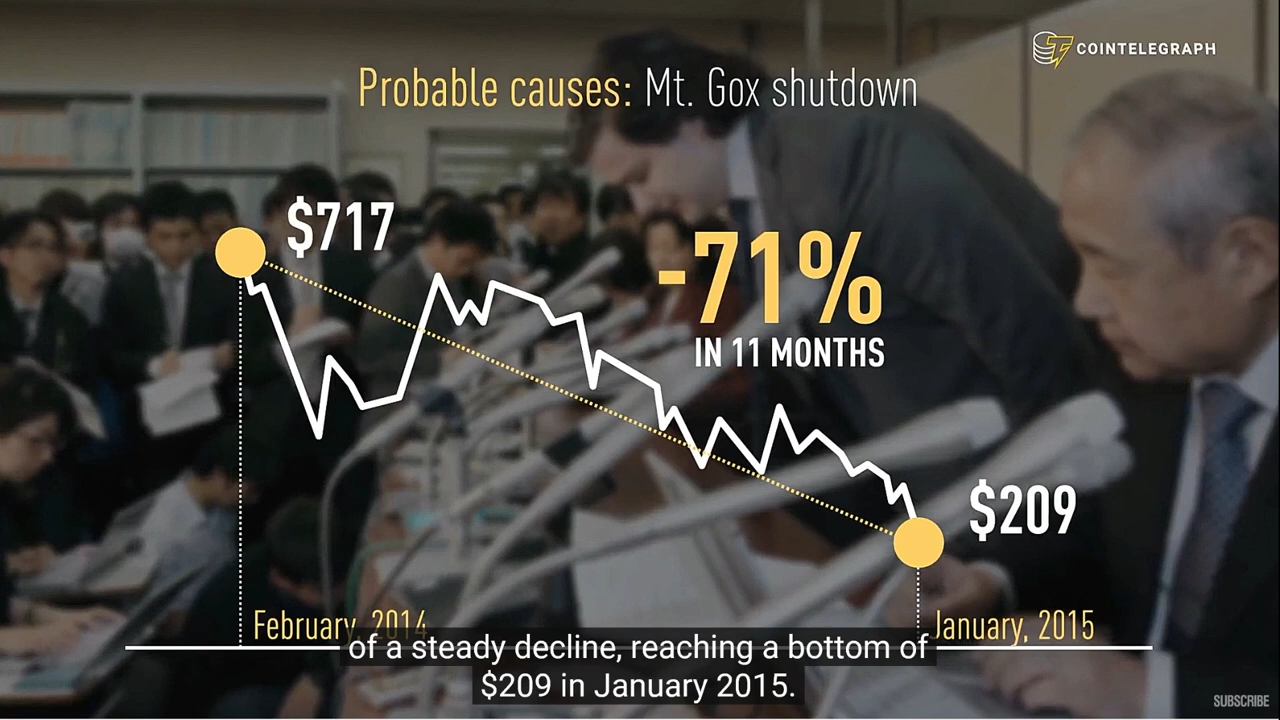 COINTELEGRAPH
Probable causes: Mt. Gox shutdown
$717
-71%
IN 11 MONTHS
$209
February, 2014
January, 2015
of a steady decline, reaching a bottom of
$209 in January 2015.
SUBSCRIBE